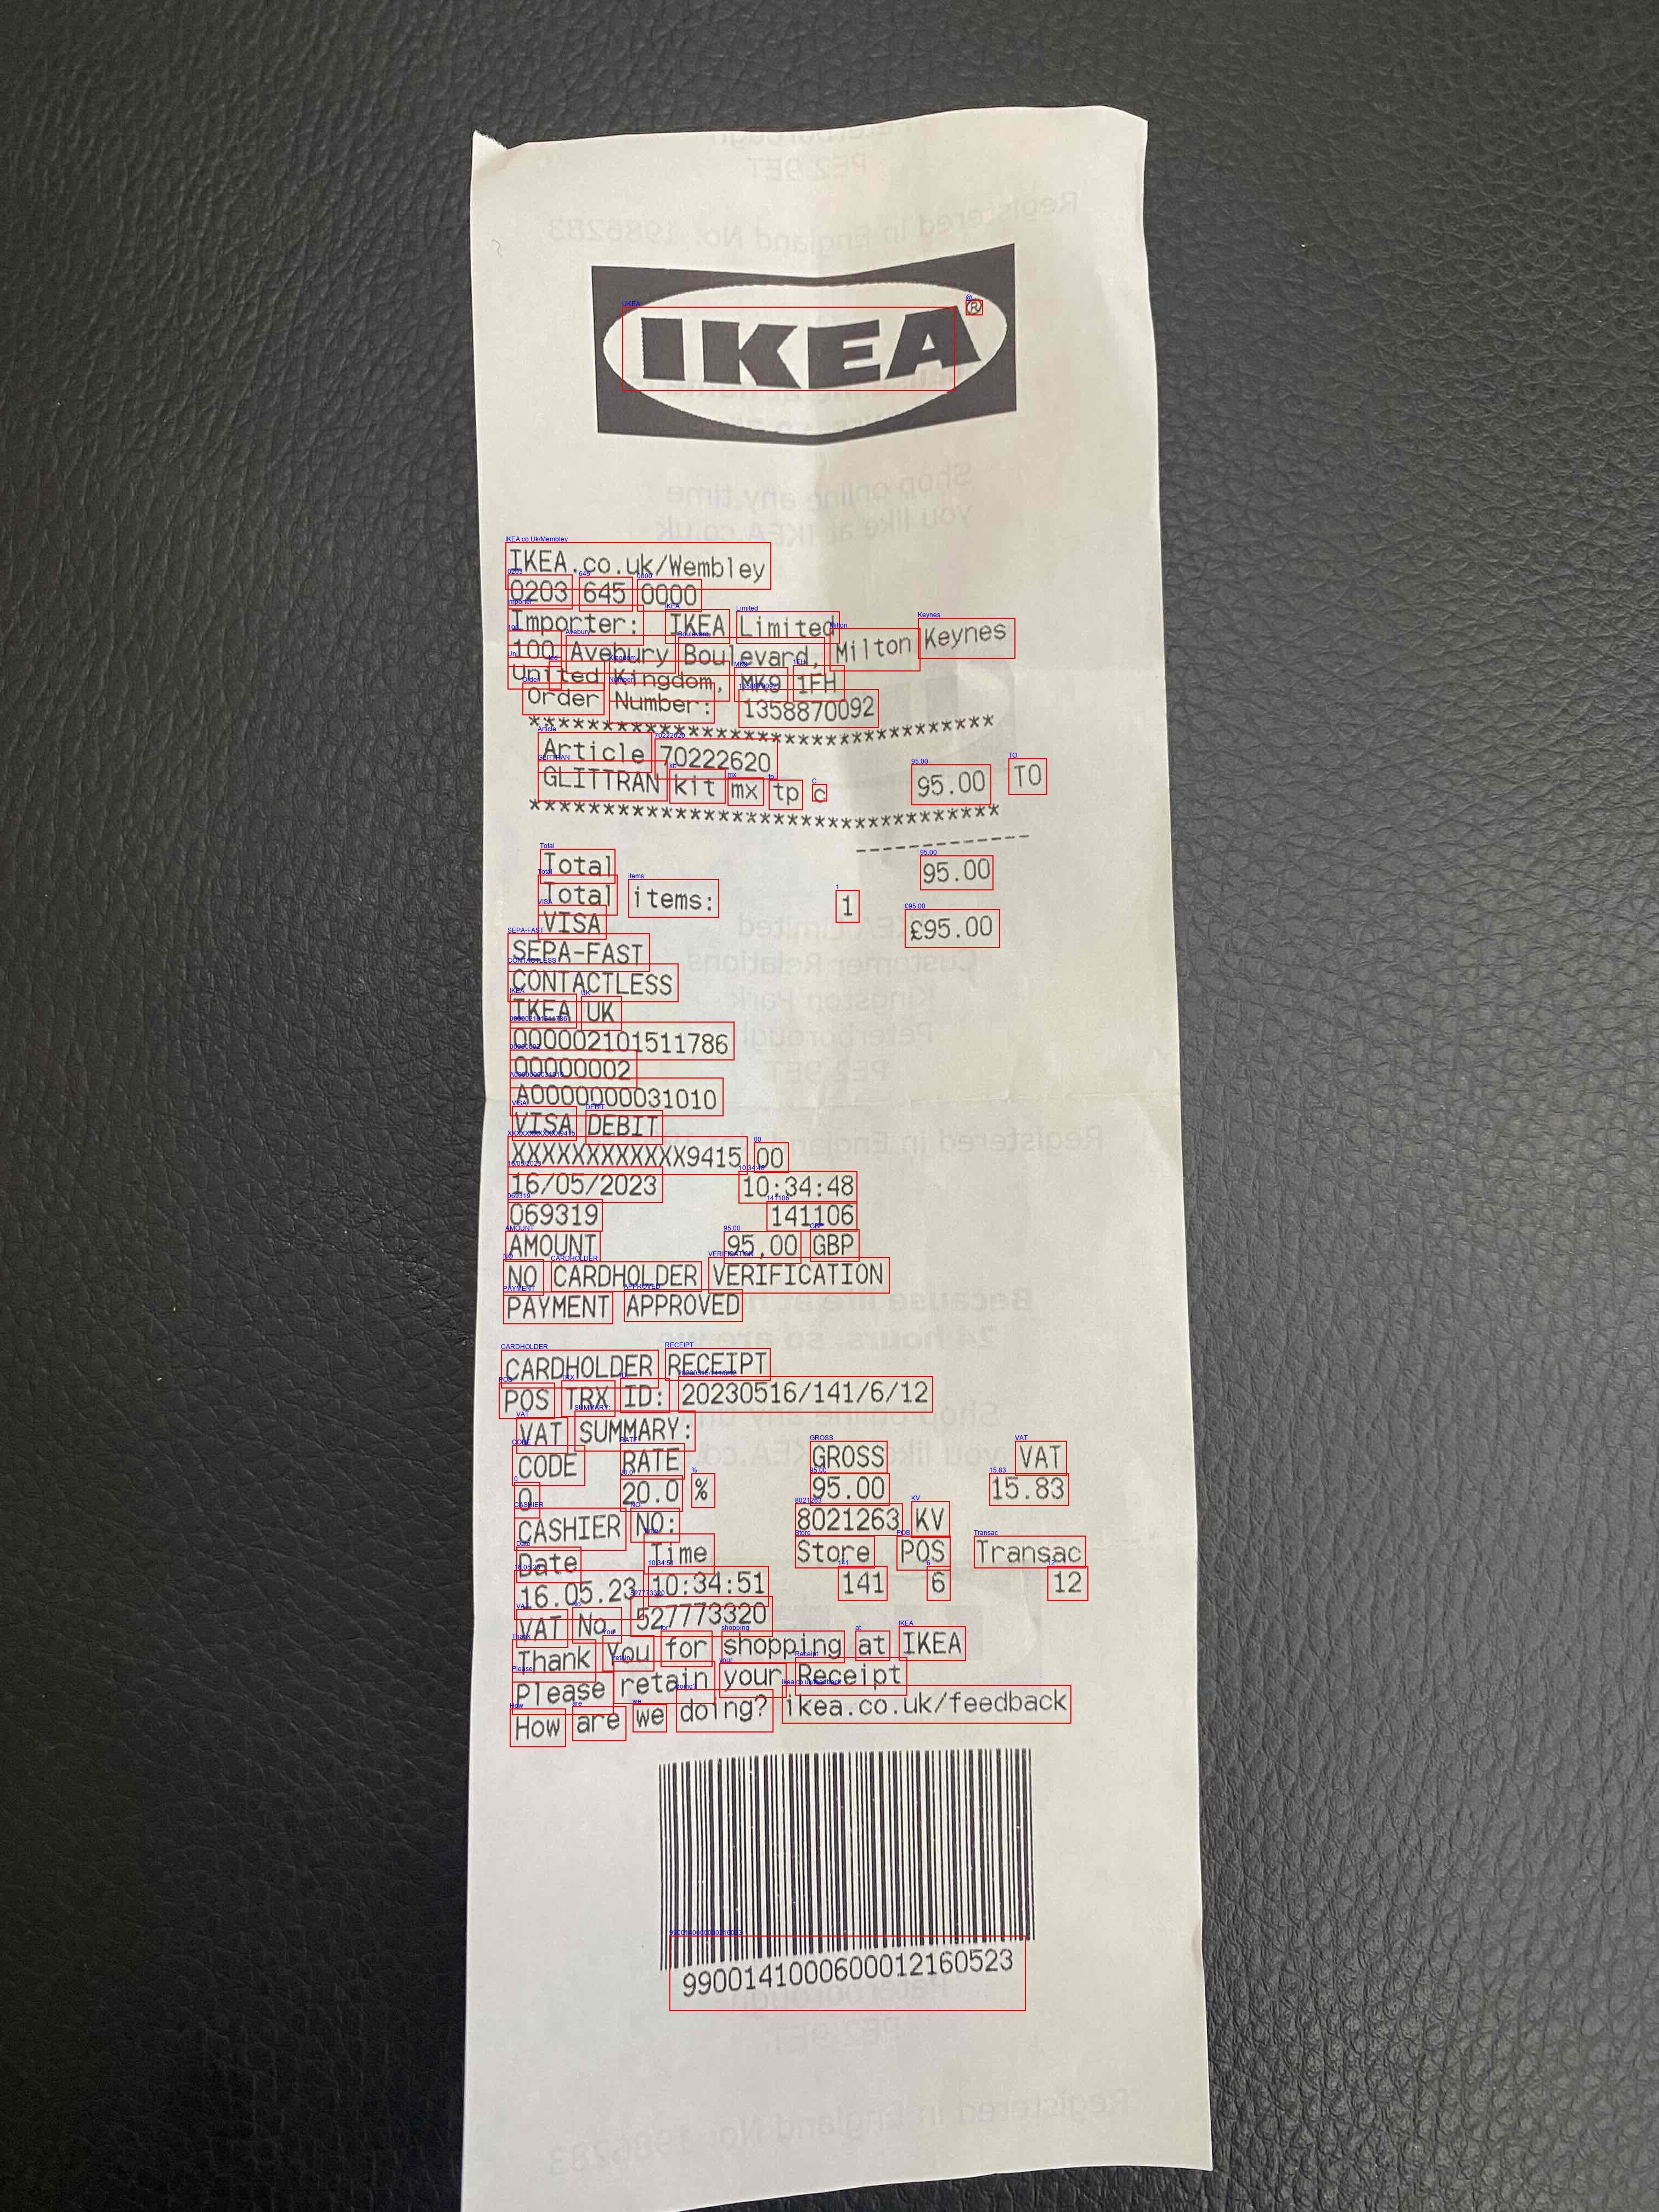 IKEA®
IKEA.co.uk/Wembley
0203 645 0000
Importer: IKEA Limited
100 Avebury Boulevard, Milton Keynes
United Kingdom, MK9 1FH
Order Number: 1358870092
**************************************
Article 70222620
GLITTRAN kit mx tp c 95.00 TO
**************************************
--------------
Total 95.00
Total items: 1
VISA £95.00
SEPA-FAST
CONTACTLESS
IKEA UK
000002101511786
00000002
A0000000031010
VISA DEBIT
XXXXXXXXXXXX9415 00
16/05/2023 10:34:48
069319 141106
AMOUNT 95,00 GBP
NO CARDHOLDER VERIFICATION
PAYMENT APPROVED
CARDHOLDER RECEIPT
POS TRX ID: 20230516/141/6/12
VAT SUMMARY:
CODE RATE GROSS VAT
0 20.0 % 95.00 15.83
CASHIER NO: 8021263 KV
Date Time Store POS Transac
16.05.23 10:34:51 141 6 12
VAT No. 527773320
Thank You for shopping at IKEA
Please retain your Receipt
How are we doing? ikea.co.uk/feedback
9900141000600012160523